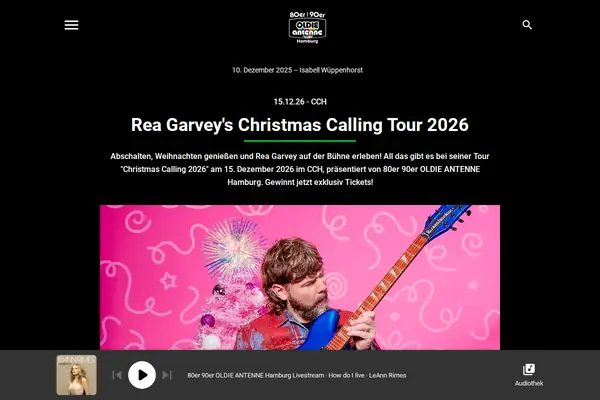 80er | 90er
OLDIE
antenne
Hamburg
10. Dezember 2025 – Isabell Wüppenhorst
15.12.26 - CCH
Rea Garvey's Christmas Calling Tour 2026
Abschalten, Weihnachten genießen und Rea Garvey auf der Bühne erleben! All das gibt es bei seiner Tour
"Christmas Calling 2026" am 15. Dezember 2026 im CCH, präsentiert von 80er 90er OLDIE ANTENNE
Hamburg. Gewinnt jetzt exklusiv Tickets!
80er 90er OLDIE ANTENNE Hamburg Livestream · How do I live · LeAnn Rimes
Audiothek